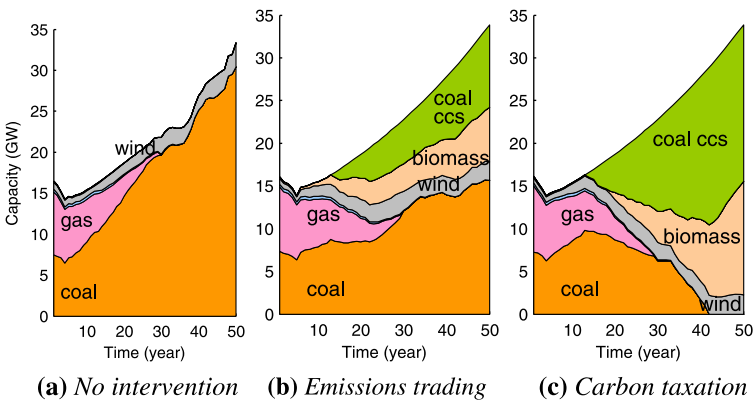 Capacity (GW)
35
30
25
20
15
10
5
0
wind
gas
coal
10 20 30 40 50
Time (year)
(a) No intervention
35
30
25
20
15
10
5
0
coal
ccs
biomass
wind
gas
coal
10 20 30 40 50
Time (year)
(b) Emissions trading
35
30
25
20
15
10
5
0
coal ccs
gas
biomass
coal
wind
10 20 30 40 50
Time (year)
(c) Carbon taxation